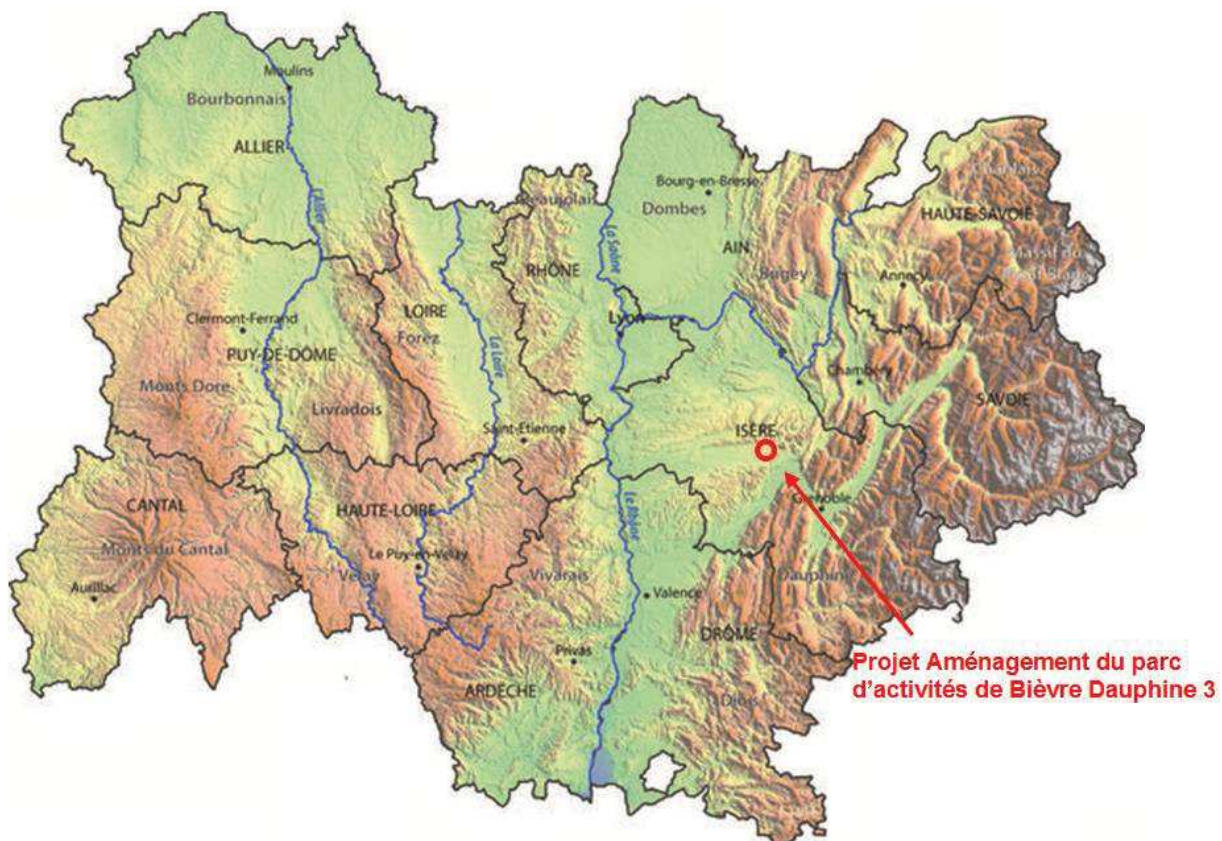 Moulins
Bourbonnais
ALLIER
L'Allier
Bourg-en-Bresse
Dombes
AIN
Bugey
Beaujolais
RHÔNE
La Saône
Lyon
Chablais
HAUTE-SAVOIE
Annecy
LOIRE
Forez
La Loire
Clermont-Ferrand
PUY-DE-DÔME
Monts Dore
Livradois
Saint-Étienne
Chambéry
SAVOIE
ISÈRE
Grenoble
CANTAL
Monts du Cantal
Aurillac
HAUTE-LOIRE
Le Puy-en-Velay
Velay
Vivarais
Le Rhône
Valence
Dauphiné
DRÔME
Privas
ARDÈCHE
Diois
Projet Aménagement du parc
d'activités de Bièvre Dauphine 3